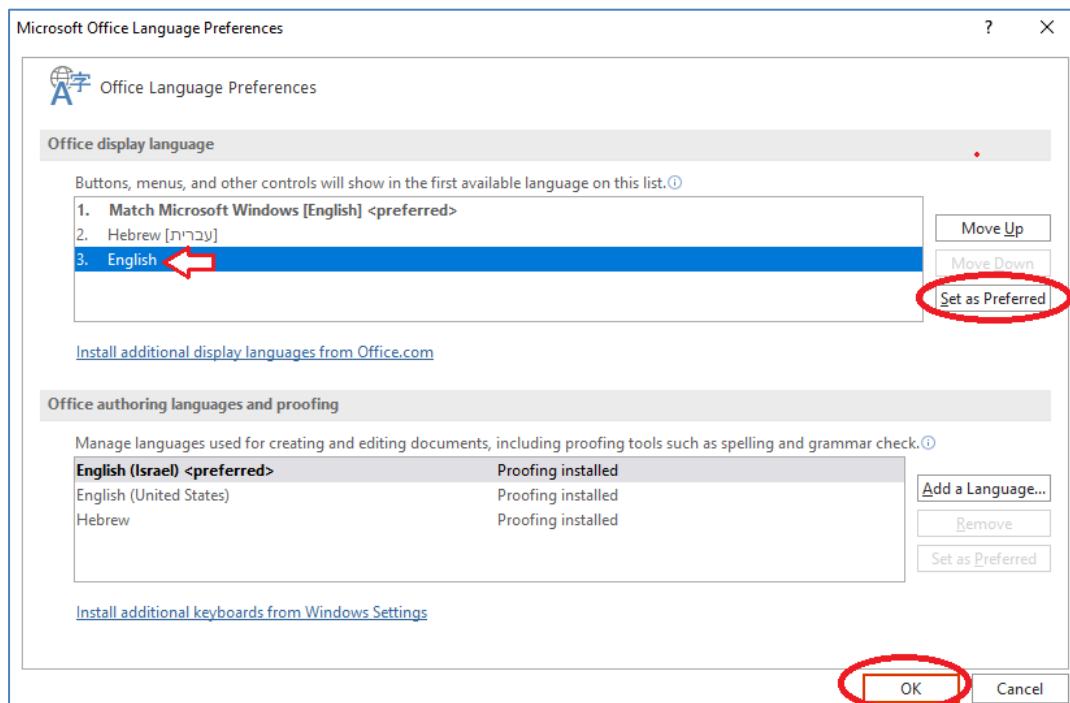 Microsoft Office Language Preferences
Office Language Preferences
Office display language
Buttons, menus, and other controls will show in the first available language on this list.
1. Match Microsoft Windows [English] <preferred>
2. Hebrew [עברית]
3. English
Move Up
Move Down
Set as Preferred
Install additional display languages from Office.com
Office authoring languages and proofing
Manage languages used for creating and editing documents, including proofing tools such as spelling and grammar check.
English (Israel) <preferred> Proofing installed
English (United States) Proofing installed
Hebrew Proofing installed
Add a Language...
Remove
Set as Preferred
Install additional keyboards from Windows Settings
OK Cancel